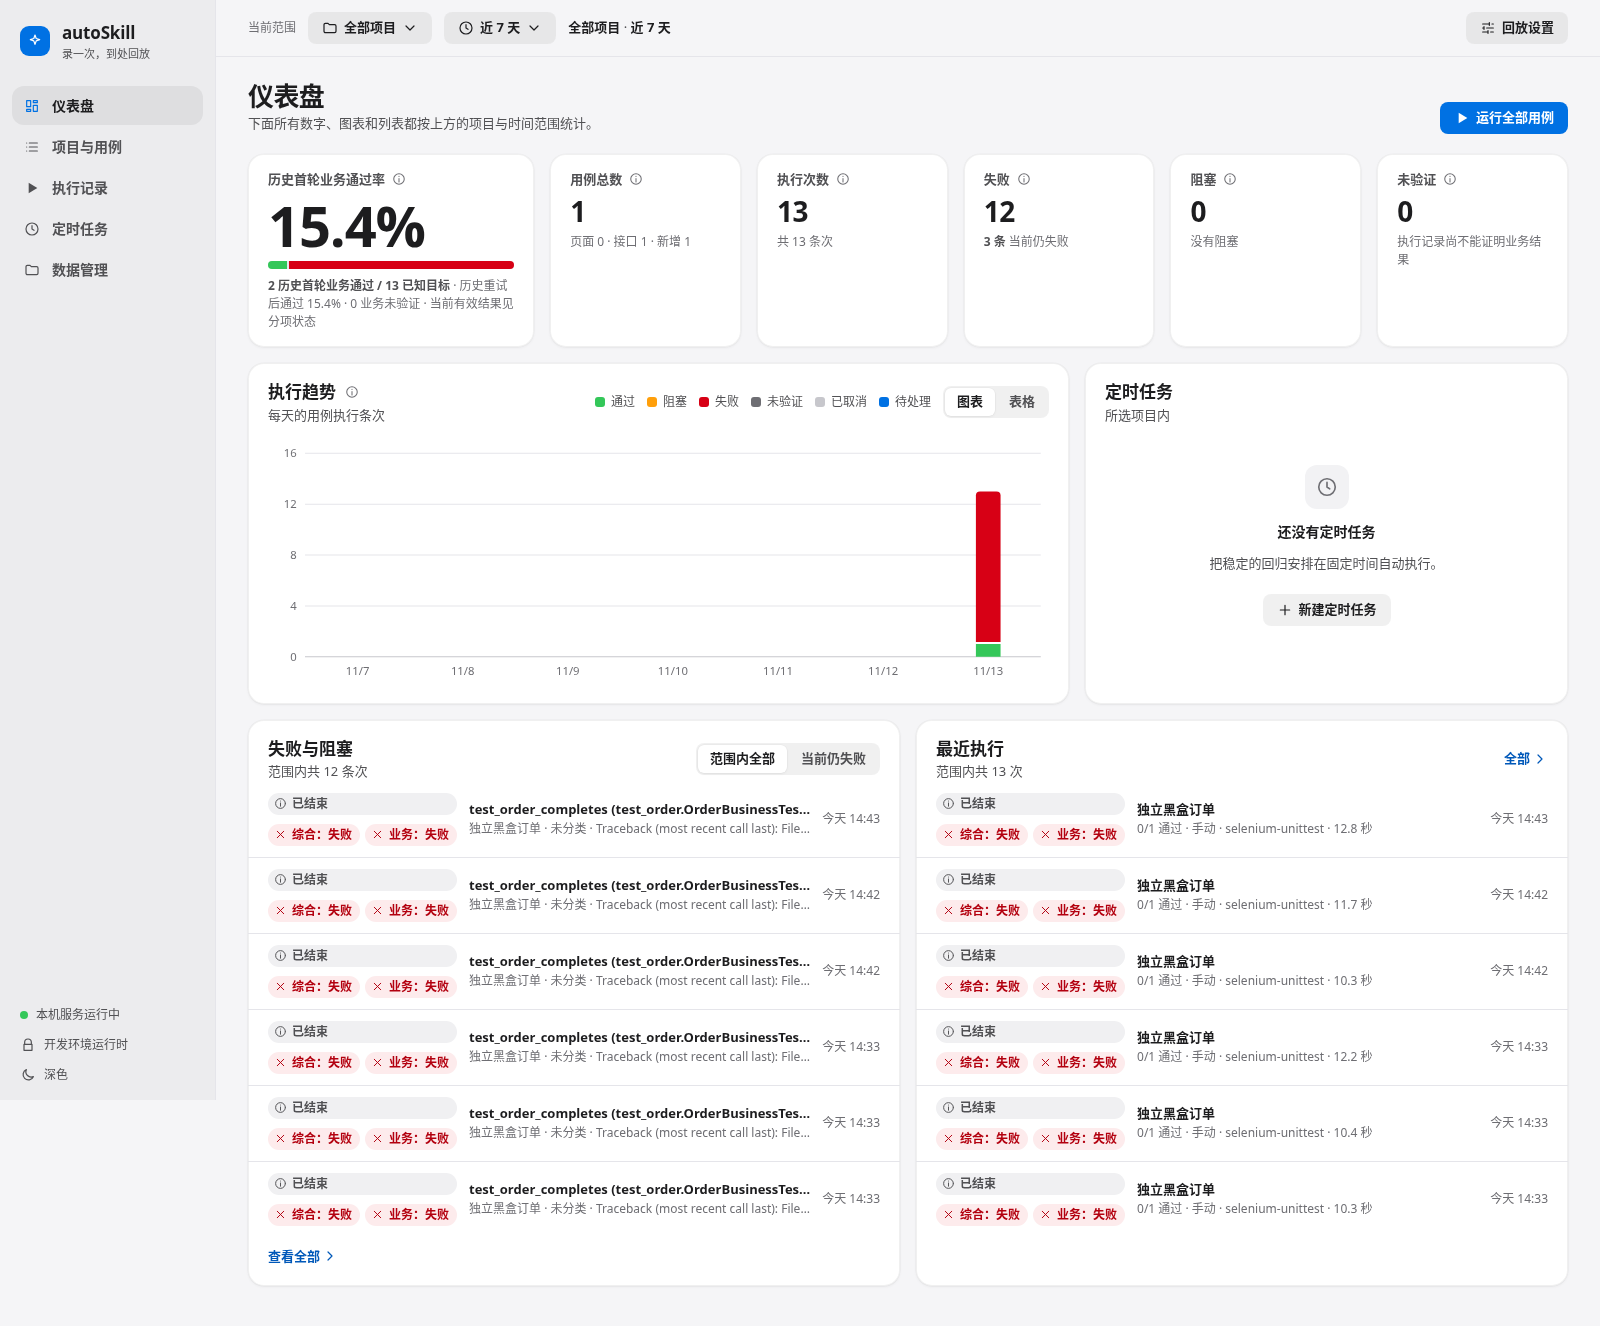 autoSkill
录一次，到处回放
仪表盘
项目与用例
执行记录
定时任务
数据管理
本机服务运行中
开发环境运行时
深色
当前范围
全部项目
近 7 天
全部项目 · 近 7 天
回放设置
仪表盘
下面所有数字、图表和列表都按上方的项目与时间范围统计。
运行全部用例
历史首轮业务通过率
15.4%
2 历史首轮业务通过 / 13 已知目标 · 历史重试
后通过 15.4% · 0 业务未验证 · 当前有效结果见
分项状态
用例总数
1
页面 0 · 接口 1 · 新增 1
执行次数
13
共 13 条次
失败
12
3 条 当前仍失败
阻塞
0
没有阻塞
未验证
0
执行记录尚不能证明业务结
果
执行趋势
每天的用例执行条次
通过
阻塞
失败
未验证
已取消
待处理
图表
表格
16
12
8
4
0
11/7
11/8
11/9
11/10
11/11
11/12
11/13
定时任务
所选项目内
还没有定时任务
把稳定的回归安排在固定时间自动执行。
新建定时任务
失败与阻塞
范围内共 12 条次
范围内全部
当前仍失败
已结束
综合：失败
业务：失败
test_order_completes (test_order.OrderBusinessTes...
独立黑盒订单 · 未分类 · Traceback (most recent call last): File...
今天 14:43
已结束
综合：失败
业务：失败
test_order_completes (test_order.OrderBusinessTes...
独立黑盒订单 · 未分类 · Traceback (most recent call last): File...
今天 14:42
已结束
综合：失败
业务：失败
test_order_completes (test_order.OrderBusinessTes...
独立黑盒订单 · 未分类 · Traceback (most recent call last): File...
今天 14:42
已结束
综合：失败
业务：失败
test_order_completes (test_order.OrderBusinessTes...
独立黑盒订单 · 未分类 · Traceback (most recent call last): File...
今天 14:33
已结束
综合：失败
业务：失败
test_order_completes (test_order.OrderBusinessTes...
独立黑盒订单 · 未分类 · Traceback (most recent call last): File...
今天 14:33
已结束
综合：失败
业务：失败
test_order_completes (test_order.OrderBusinessTes...
独立黑盒订单 · 未分类 · Traceback (most recent call last): File...
今天 14:33
查看全部
最近执行
范围内共 13 次
全部
已结束
综合：失败
业务：失败
独立黑盒订单
0/1 通过 · 手动 · selenium-unittest · 12.8 秒
今天 14:43
已结束
综合：失败
业务：失败
独立黑盒订单
0/1 通过 · 手动 · selenium-unittest · 11.7 秒
今天 14:42
已结束
综合：失败
业务：失败
独立黑盒订单
0/1 通过 · 手动 · selenium-unittest · 10.3 秒
今天 14:42
已结束
综合：失败
业务：失败
独立黑盒订单
0/1 通过 · 手动 · selenium-unittest · 12.2 秒
今天 14:33
已结束
综合：失败
业务：失败
独立黑盒订单
0/1 通过 · 手动 · selenium-unittest · 10.4 秒
今天 14:33
已结束
综合：失败
业务：失败
独立黑盒订单
0/1 通过 · 手动 · selenium-unittest · 10.3 秒
今天 14:33